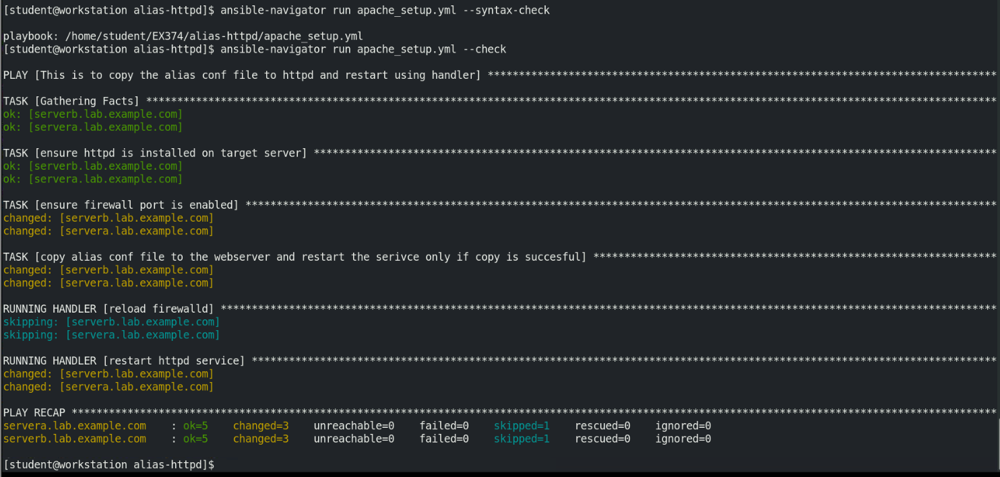 [student@workstation alias-httpd]$ ansible-navigator run apache_setup.yml --syntax-check
playbook: /home/student/EX374/alias-httpd/apache_setup.yml
[student@workstation alias-httpd]$ ansible-navigator run apache_setup.yml --check
PLAY [This is to copy the alias conf file to httpd and restart using handler] **********************************************************************************
TASK [Gathering Facts] *****************************************************************************************************************************************
ok: [serverb.lab.example.com]
ok: [servera.lab.example.com]
TASK [ensure httpd is installed on target server] **************************************************************************************************************
ok: [serverb.lab.example.com]
ok: [servera.lab.example.com]
TASK [ensure firewall port is enabled] *************************************************************************************************************************
changed: [serverb.lab.example.com]
changed: [servera.lab.example.com]
TASK [copy alias conf file to the webserver and restart the serivce only if copy is succesful] *****************************************************************
changed: [serverb.lab.example.com]
changed: [servera.lab.example.com]
RUNNING HANDLER [reload firewalld] *****************************************************************************************************************************
skipping: [serverb.lab.example.com]
skipping: [servera.lab.example.com]
RUNNING HANDLER [restart httpd service] ************************************************************************************************************************
changed: [serverb.lab.example.com]
changed: [servera.lab.example.com]
PLAY RECAP *****************************************************************************************************************************************************
servera.lab.example.com    : ok=5    changed=3    unreachable=0    failed=0    skipped=1    rescued=0    ignored=0
serverb.lab.example.com    : ok=5    changed=3    unreachable=0    failed=0    skipped=1    rescued=0    ignored=0
[student@workstation alias-httpd]$